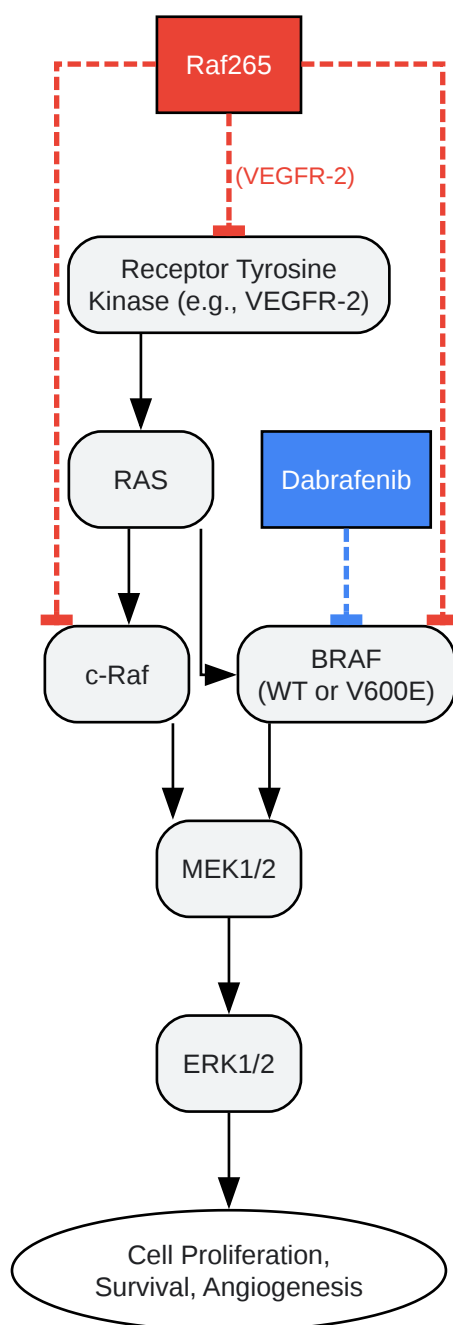 Raf265
(VEGFR-2)
Receptor Tyrosine
Kinase (e.g., VEGFR-2)
RAS
Dabrafenib
c-Raf
BRAF
(WT or V600E)
MEK1/2
ERK1/2
Cell Proliferation,
Survival, Angiogenesis